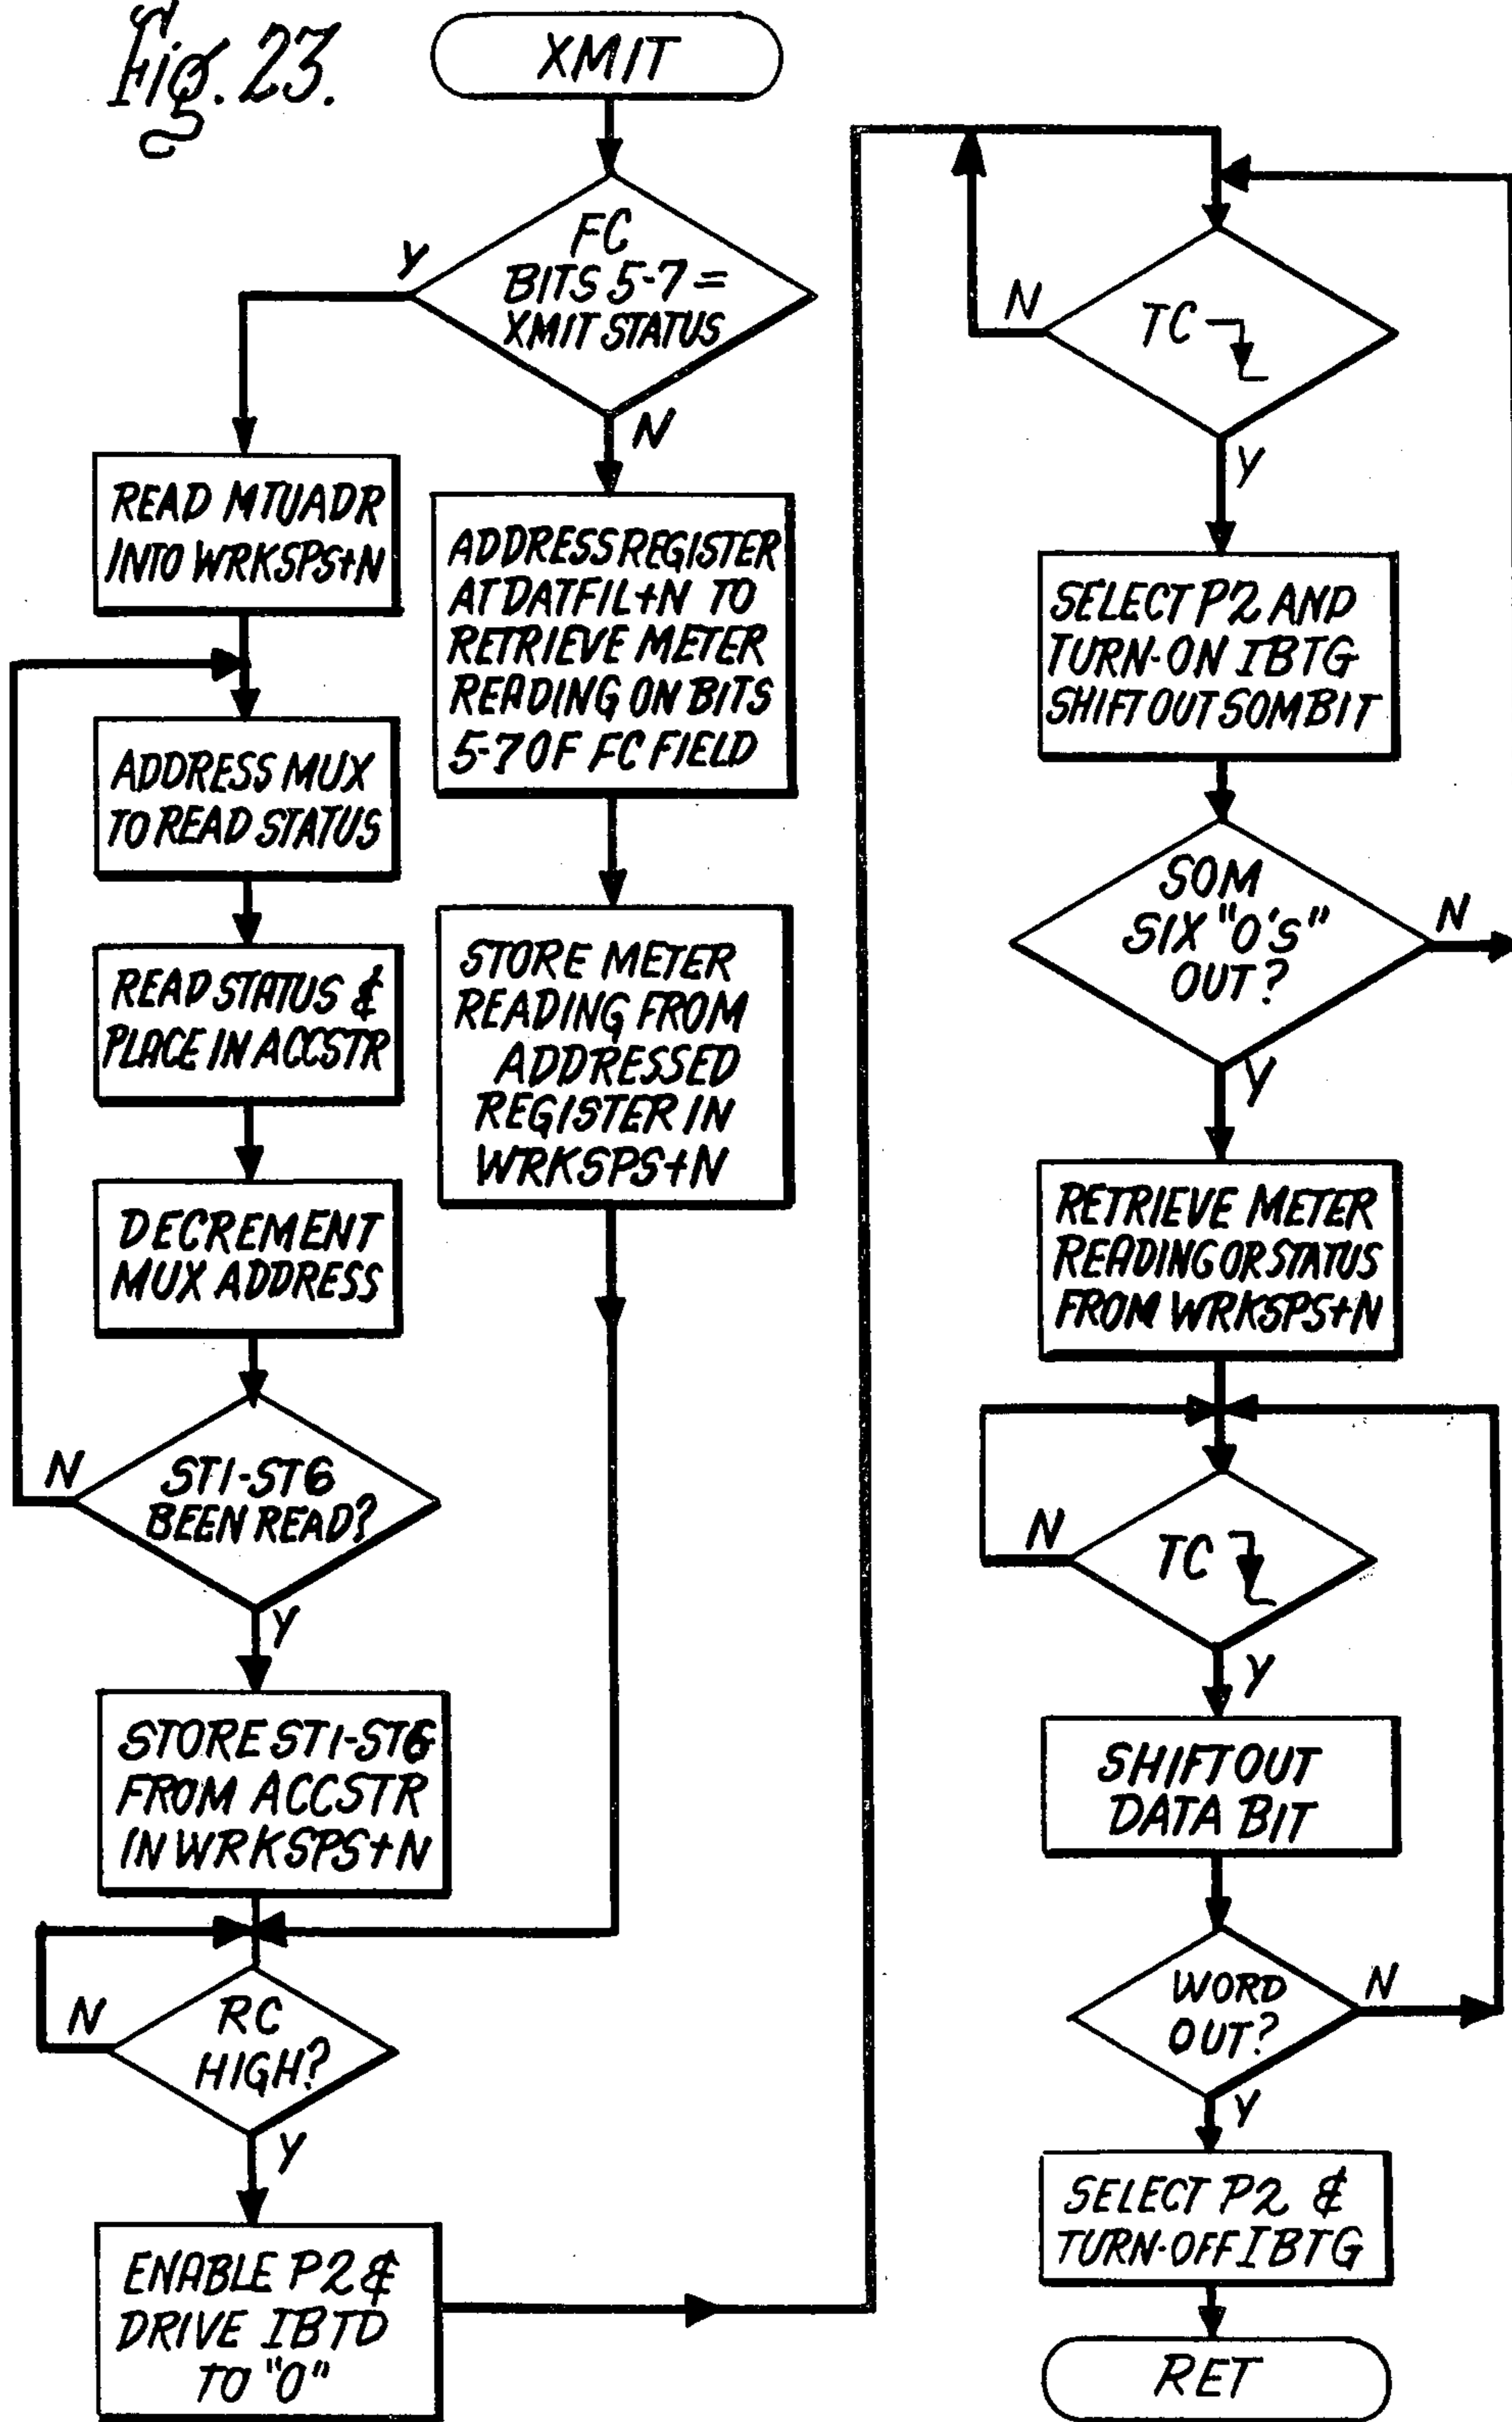 Fig. 23.
XMIT
FC
BITS 5-7=
XMIT STATUS
Y
N
READ MTUADR
INTO WRKSPS+N
ADDRESS MUX
TO READ STATUS
READ STATUS &
PLACE IN ACCSTR
DECREMENT
MUX ADDRESS
ST1-ST6
BEEN READ?
N
Y
STORE ST1-ST6
FROM ACCSTR
IN WRKSPS+N
ADDRESS REGISTER
AT DATFIL+N TO
RETRIEVE METER
READING ON BITS
5-7 OF FC FIELD
STORE METER
READING FROM
ADDRESSED
REGISTER IN
WRKSPS+N
RC
HIGH?
N
Y
ENABLE P2 &
DRIVE IBTD
TO "0"
TC
N
Y
SELECT P2 AND
TURN-ON IBTG
SHIFT OUT SOM BIT
SOM
SIX "0'S"
OUT?
N
Y
RETRIEVE METER
READING OR STATUS
FROM WRKSPS+N
TC
N
Y
SHIFT OUT
DATA BIT
WORD
OUT?
N
Y
SELECT P2 &
TURN-OFF IBTG
RET